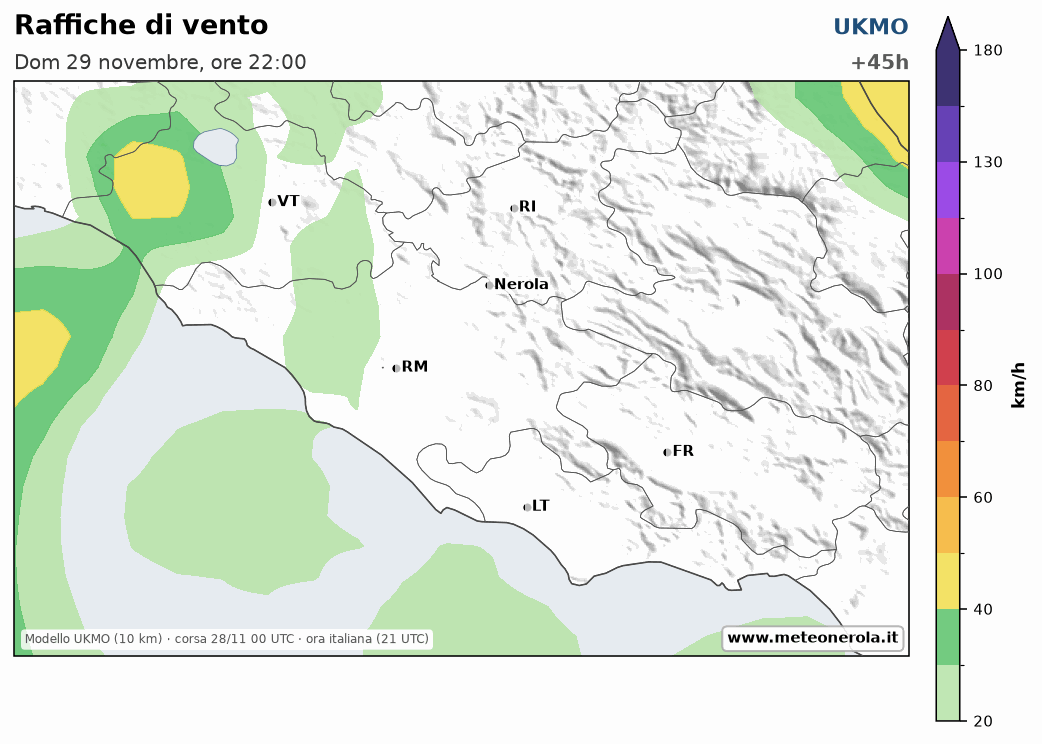 Raffiche di vento
UKMO
Dom 29 novembre, ore 22:00
+45h
VT
RI
Nerola
RM
FR
LT
Modello UKMO (10 km) · corsa 28/11 00 UTC · ora italiana (21 UTC)
www.meteonerola.it
180
130
100
80
60
40
20
km/h